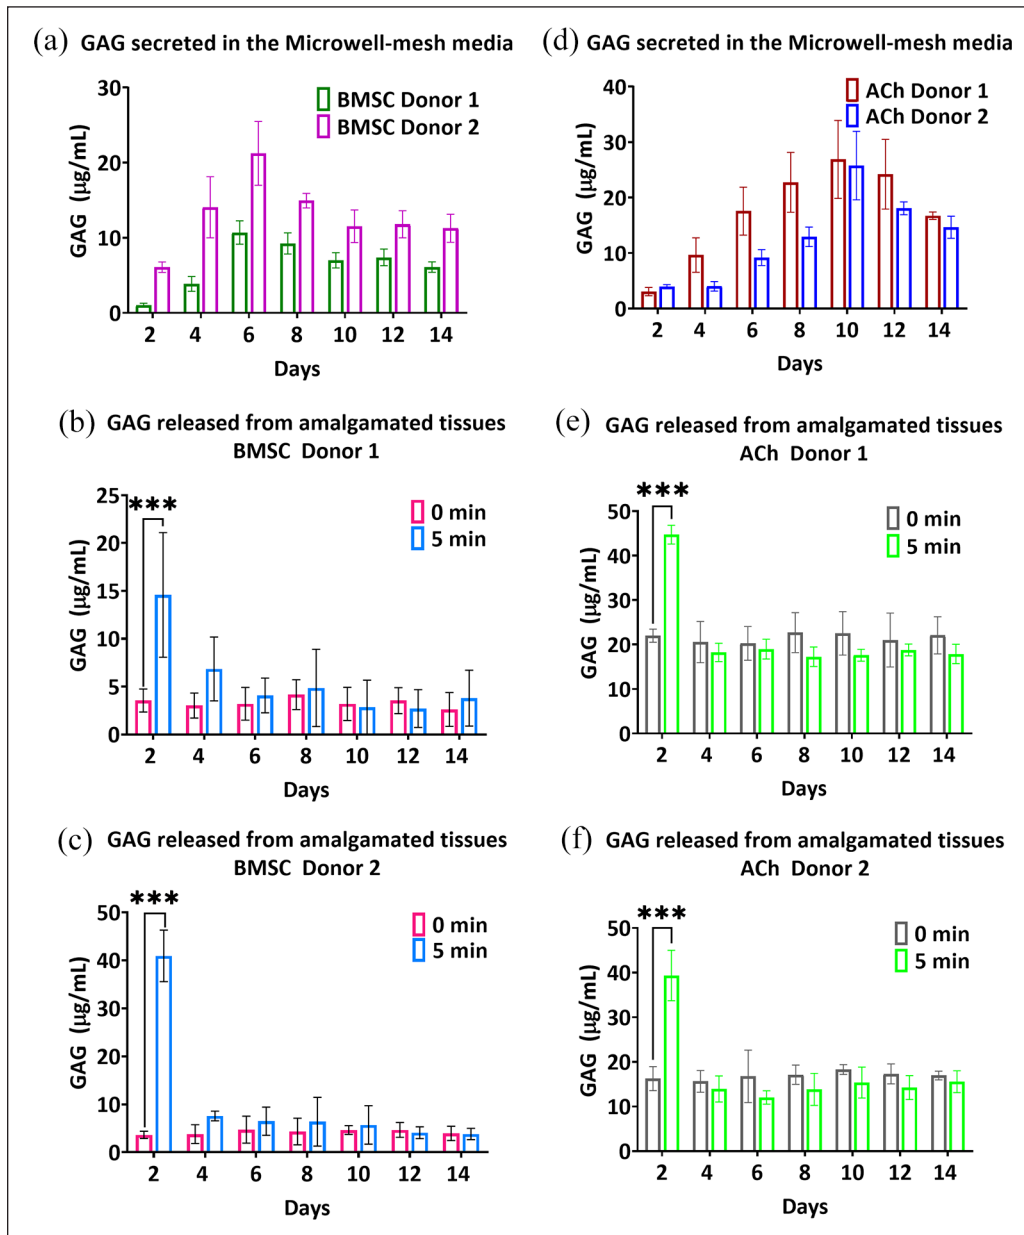 (a) GAG secreted in the Microwell-mesh media
30
20
10
0
GAG (μg/mL)
BMSC Donor 1
BMSC Donor 2
2 4 6 8 10 12 14
Days
(b) GAG released from amalgamated tissues
BMSC Donor 1
25
20
15
10
5
0
GAG (μg/mL)
***
0 min
5 min
2 4 6 8 10 12 14
Days
(c) GAG released from amalgamated tissues
BMSC Donor 2
50
40
30
20
10
0
GAG (μg/mL)
***
0 min
5 min
2 4 6 8 10 12 14
Days
(d) GAG secreted in the Microwell-mesh media
40
30
20
10
0
GAG (μg/mL)
ACh Donor 1
ACh Donor 2
2 4 6 8 10 12 14
Days
(e) GAG released from amalgamated tissues
ACh Donor 1
50
40
30
20
10
0
GAG (μg/mL)
***
0 min
5 min
2 4 6 8 10 12 14
Days
(f) GAG released from amalgamated tissues
ACh Donor 2
50
40
30
20
10
0
GAG (μg/mL)
***
0 min
5 min
2 4 6 8 10 12 14
Days